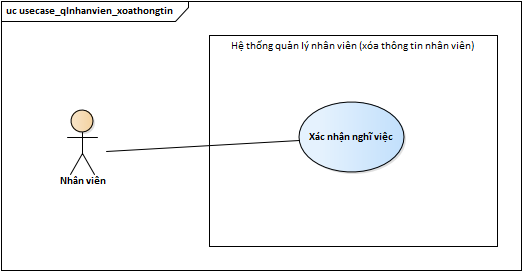 uc usecase_qlnhanvien_xoathongtin
Hệ thống quản lý nhân viên (xóa thông tin nhân viên)
Xác nhận nghĩ việc
Nhân viên